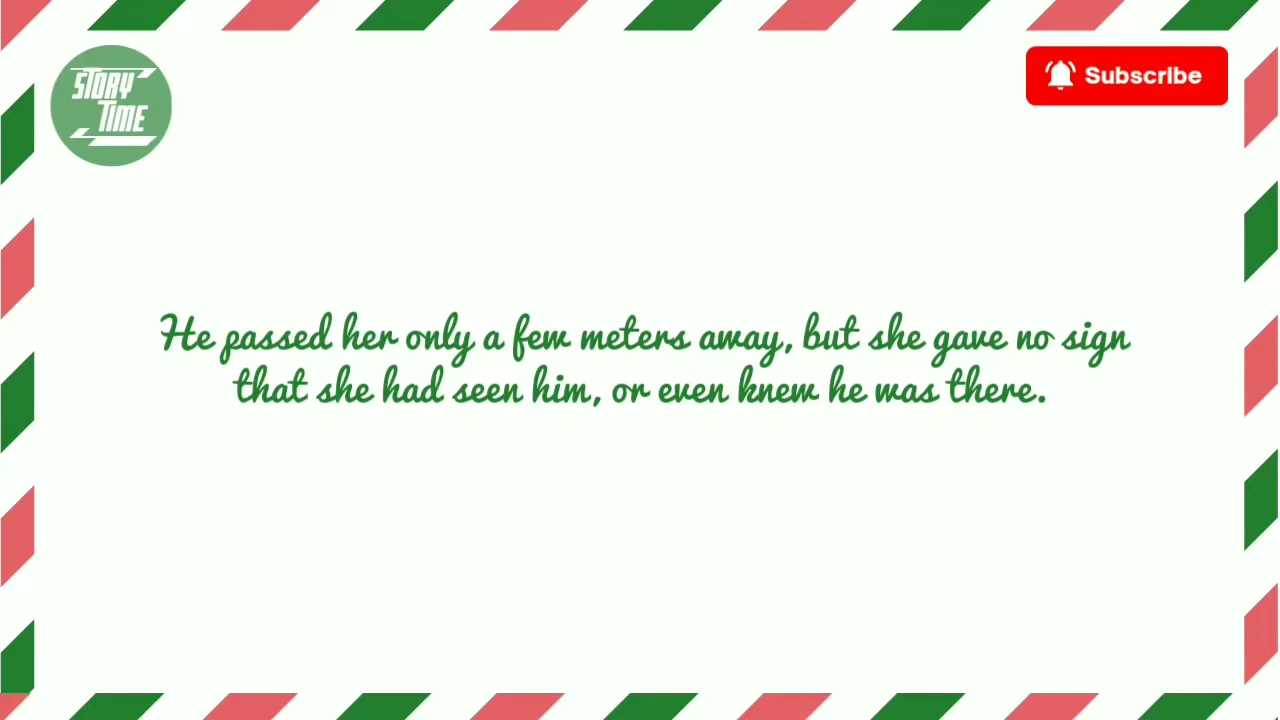 STORY
TIME
Subscribe
He passed her only a few meters away, but she gave no sign
that she had seen him, or even knew he was there.